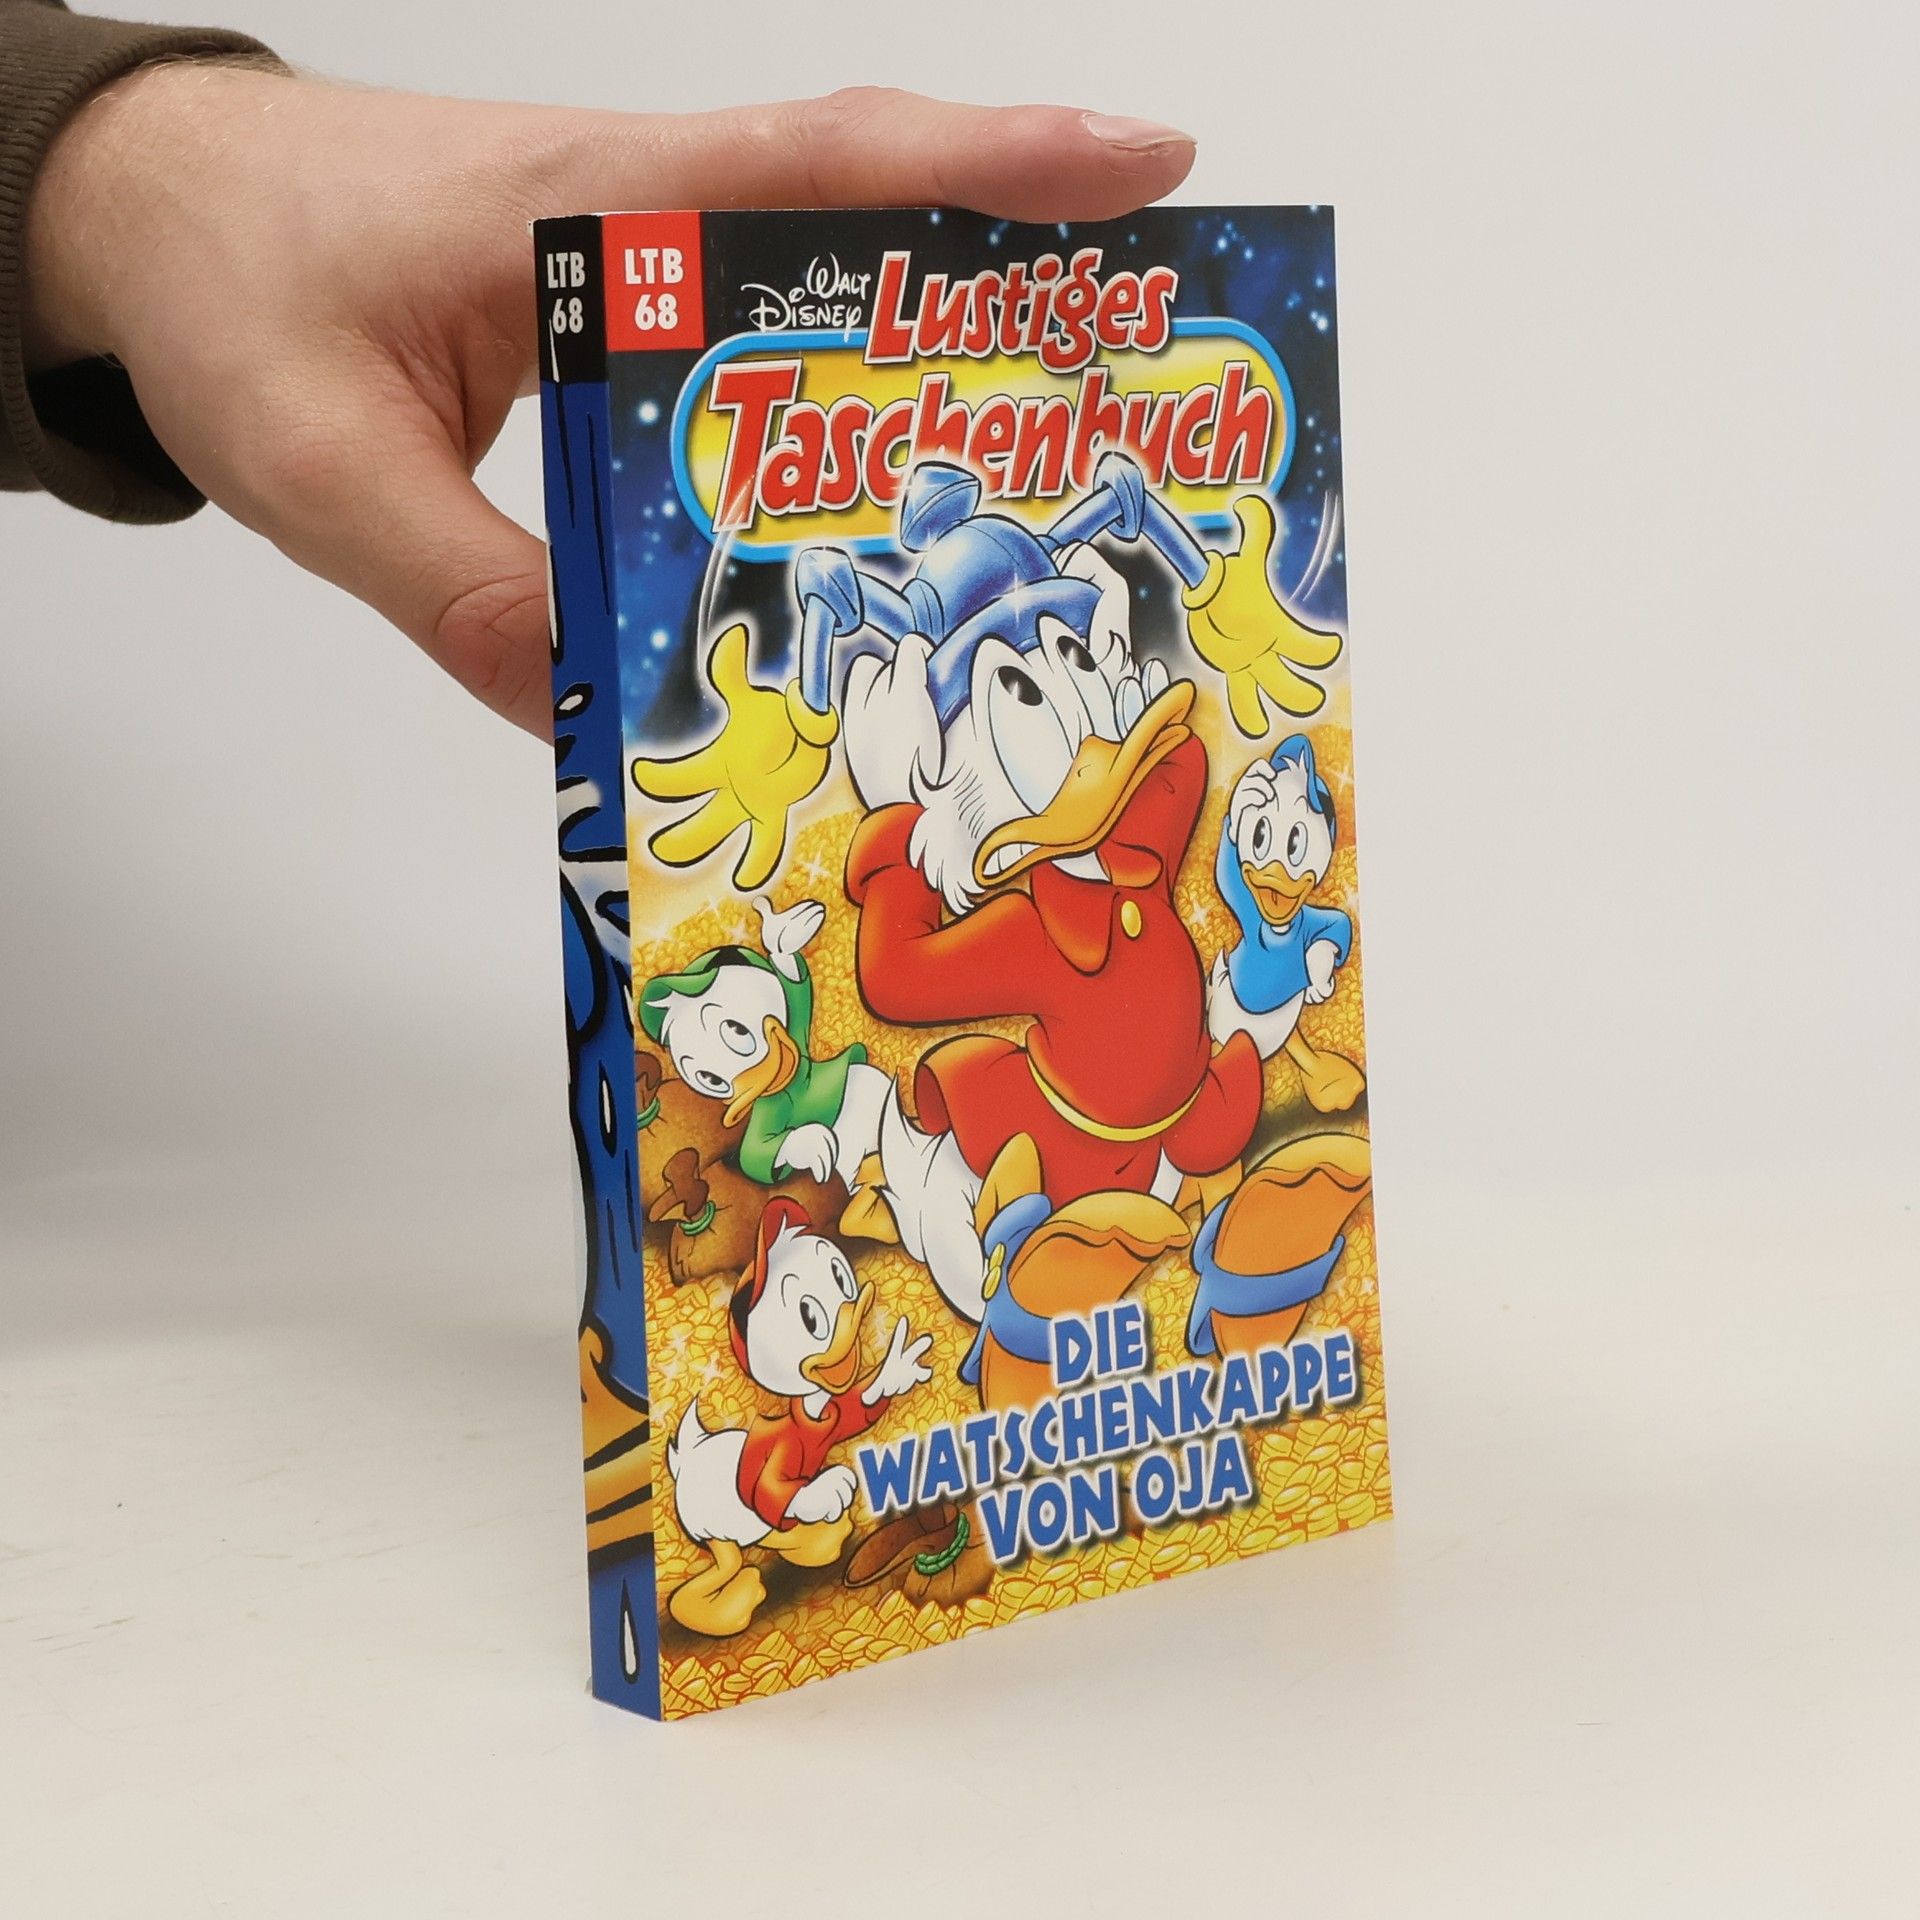 LTB
68
LTB
68
WALT
DISNEY
Lustiges
Taschenbuch
DIE
WATSCHENKAPPE
VON OJA